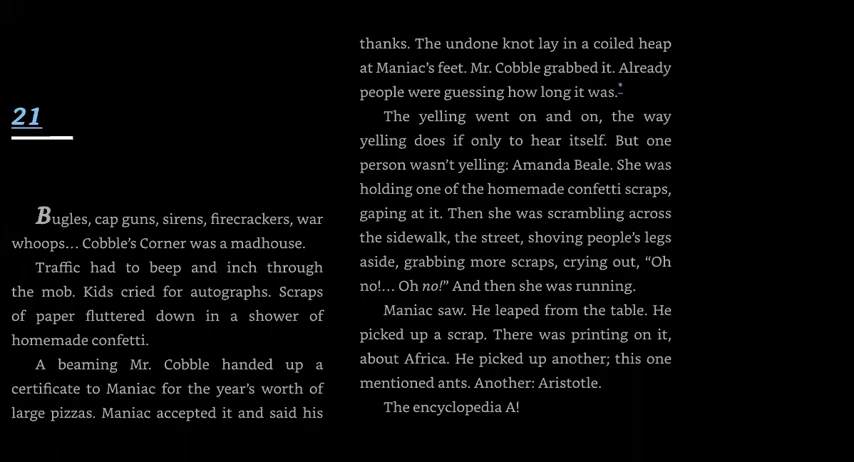 21
Bugles, cap guns, sirens, firecrackers, war
whoops… Cobble’s Corner was a madhouse.
Traffic had to beep and inch through
the mob. Kids cried for autographs. Scraps
of paper fluttered down in a shower of
homemade confetti.
A beaming Mr. Cobble handed up a
certificate to Maniac for the year’s worth of
large pizzas. Maniac accepted it and said his
thanks. The undone knot lay in a coiled heap
at Maniac’s feet. Mr. Cobble grabbed it. Already
people were guessing how long it was.*
The yelling went on and on, the way
yelling does if only to hear itself. But one
person wasn’t yelling: Amanda Beale. She was
holding one of the homemade confetti scraps,
gaping at it. Then she was scrambling across
the sidewalk, the street, shoving people’s legs
aside, grabbing more scraps, crying out, “Oh
no!… Oh no!” And then she was running.
Maniac saw. He leaped from the table. He
picked up a scrap. There was printing on it,
about Africa. He picked up another; this one
mentioned ants. Another: Aristotle.
The encyclopedia A!